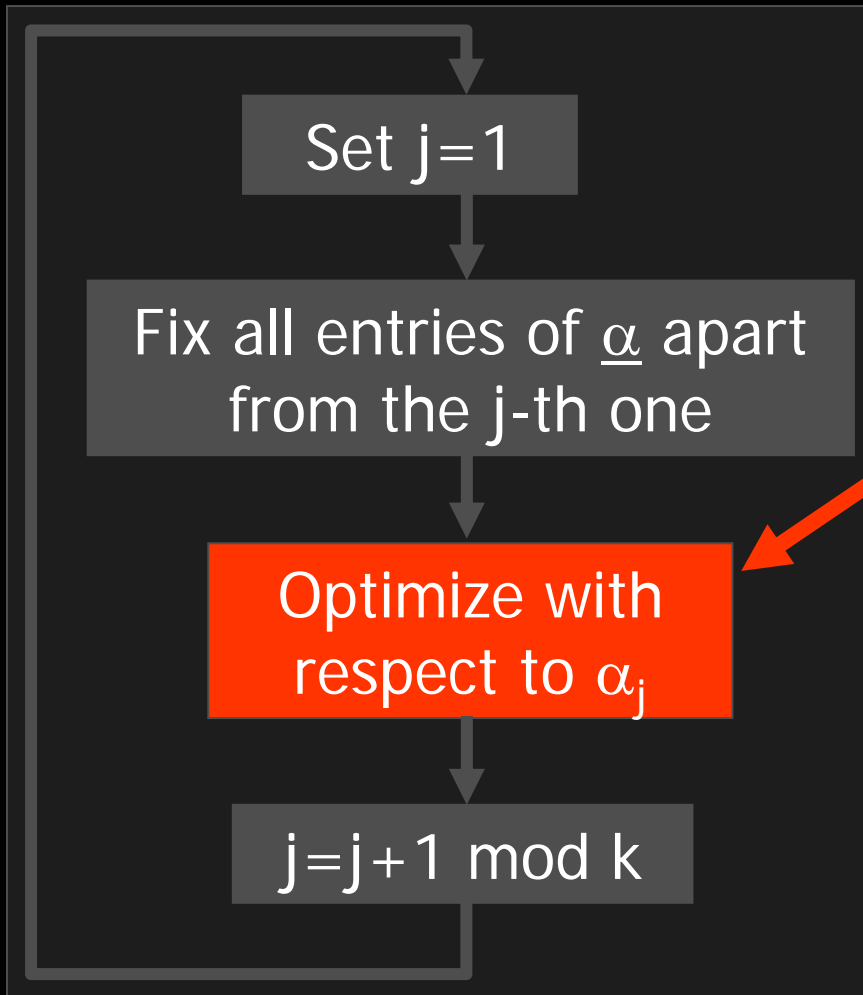 Set j=1
Fix all entries of α apart
from the j-th one
Optimize with
respect to αj
j=j+1 mod k